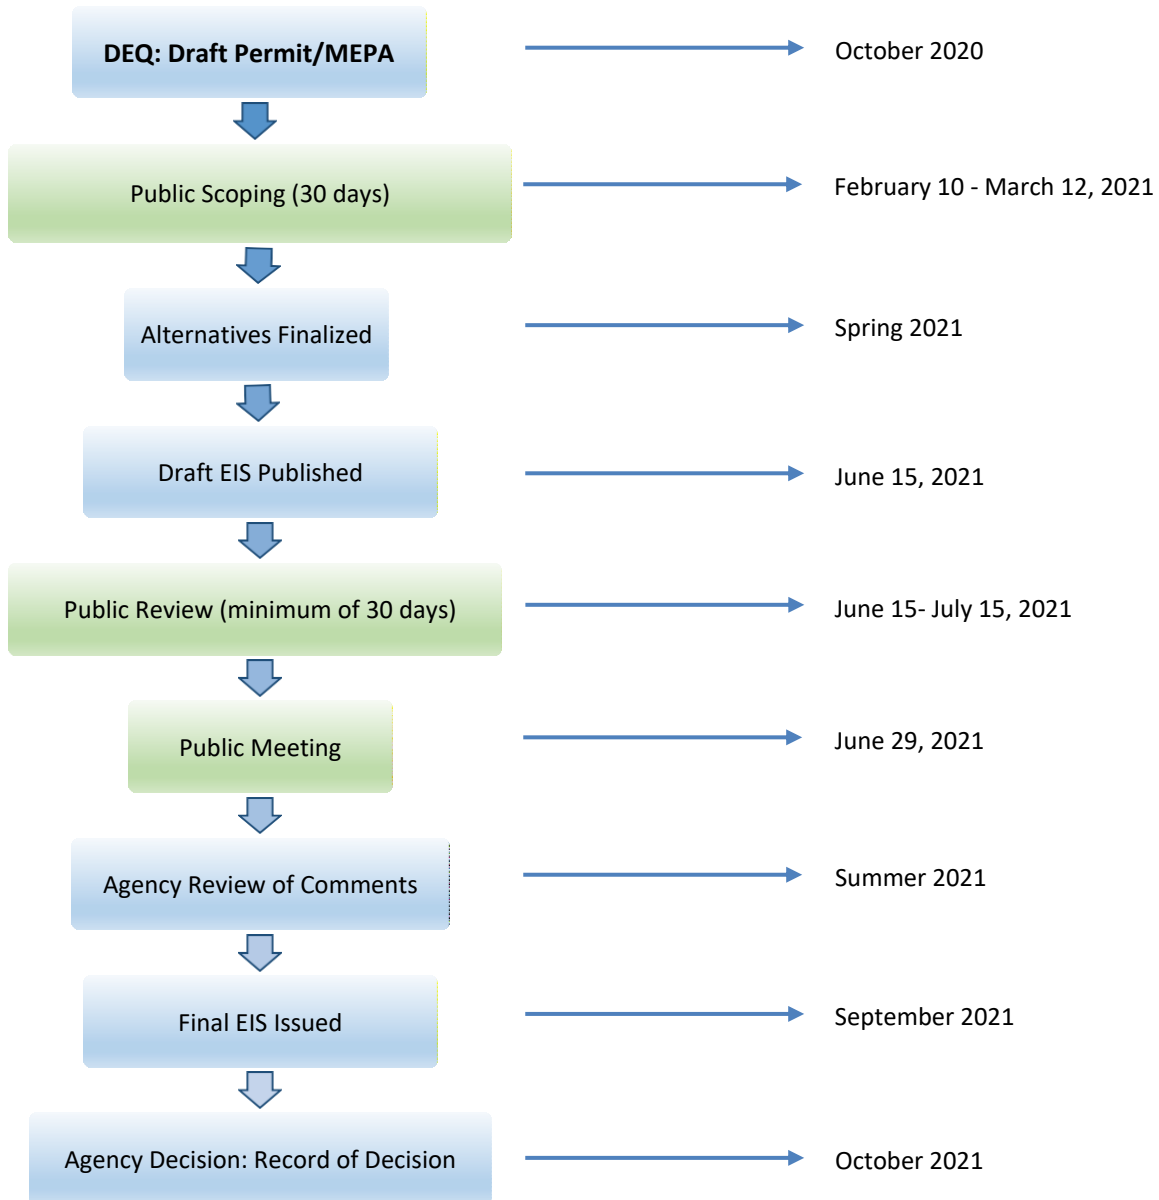 DEQ: Draft Permit/MEPA
October 2020
Public Scoping (30 days)
February 10 - March 12, 2021
Alternatives Finalized
Spring 2021
Draft EIS Published
June 15, 2021
Public Review (minimum of 30 days)
June 15- July 15, 2021
Public Meeting
June 29, 2021
Agency Review of Comments
Summer 2021
Final EIS Issued
September 2021
Agency Decision: Record of Decision
October 2021